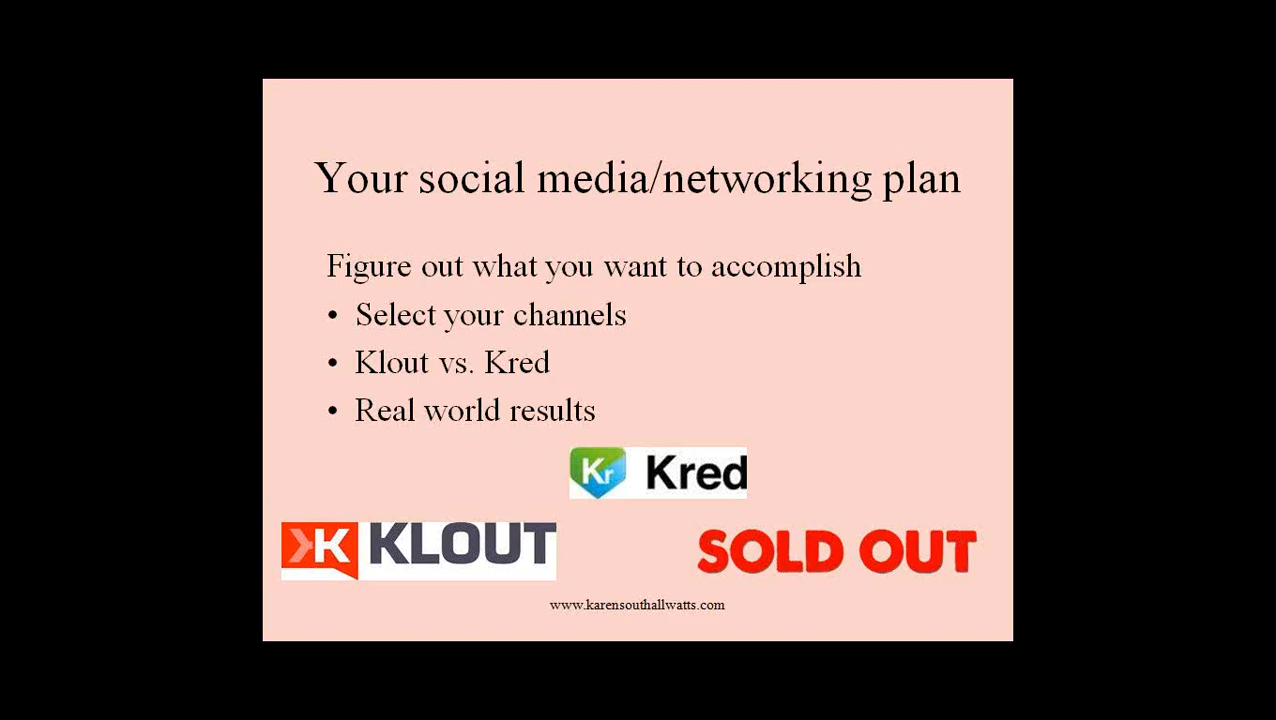 Your social media/networking plan
Figure out what you want to accomplish
• Select your channels
• Klout vs. Kred
• Real world results
Kr Kred
K KLOUT
SOLD OUT
www.karensouthallwatts.com